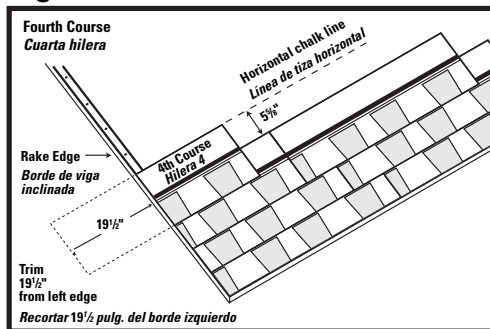 Fourth Course
Cuarta hilera
Horizontal chalk line
Línea de tiza horizontal
5⅝"
4th Course
Hilera 4
Rake Edge
Borde de viga
inclinada
19½"
Trim
19½"
from left edge
Recortar 19½ pulg. del borde izquierdo